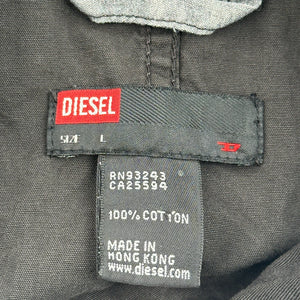 DIESEL
SIZE L
RN93243
CA25594
100% COTTON
MADE IN
HONG KONG
www.diesel.com